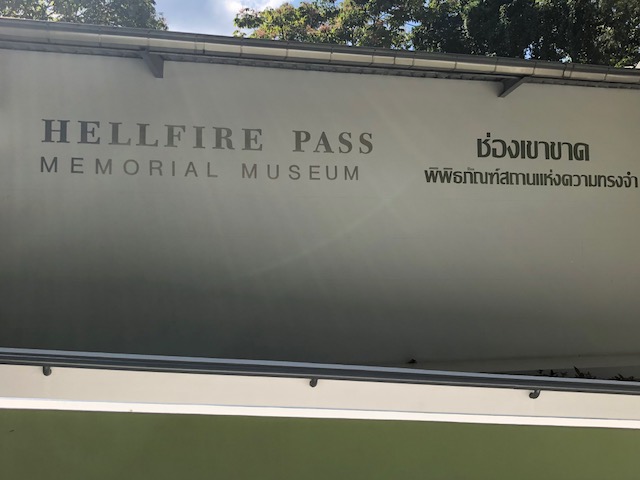 HELLFIRE PASS
MEMORIAL MUSEUM
ช่องเขาขาด
พิพิธภัณฑ์สถานแห่งความทรงจำ